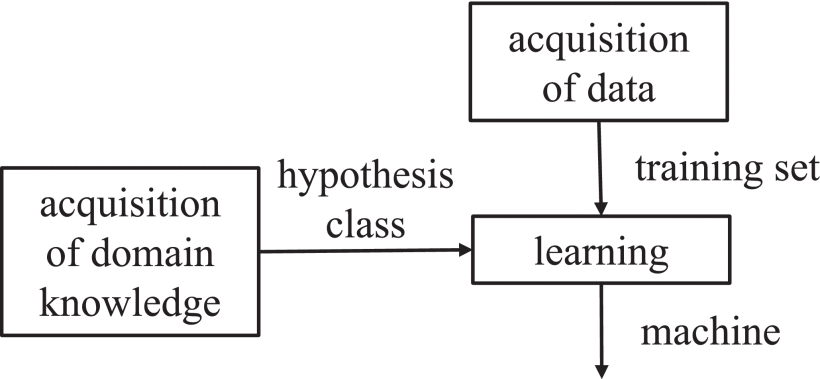 acquisition
of data
training set
hypothesis
class
acquisition
of domain
knowledge
learning
machine